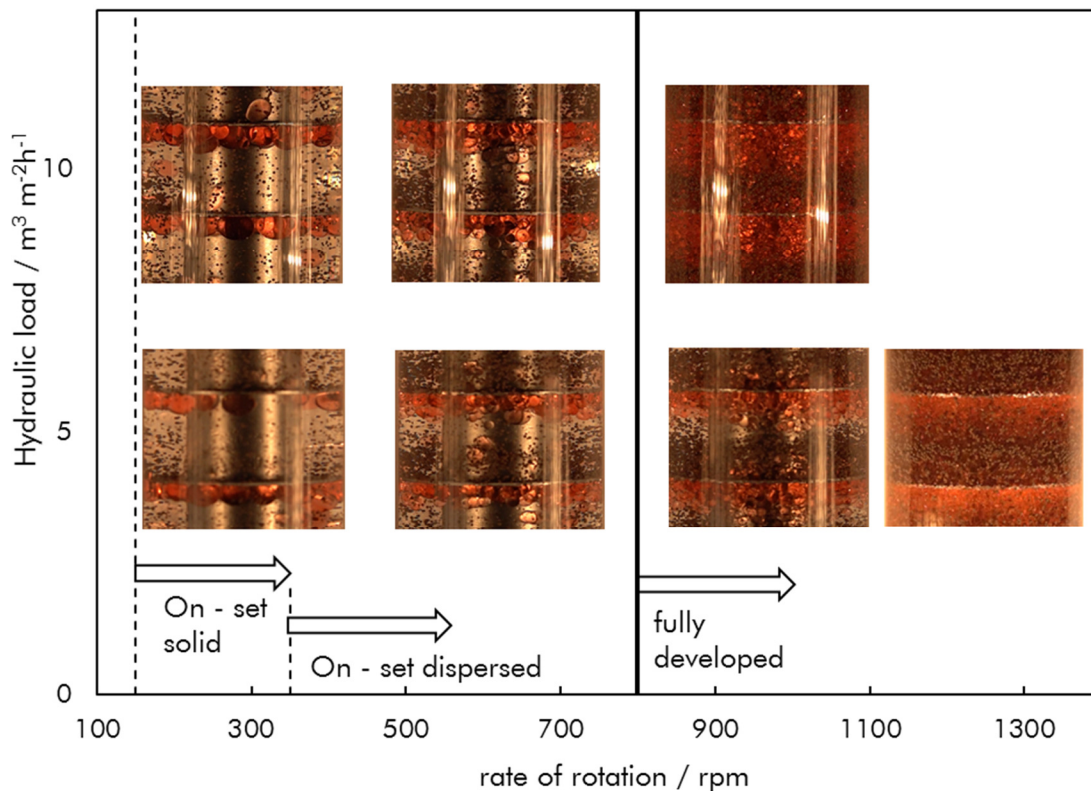 Hydraulic load / m³ m⁻²h⁻¹
10
5
0
On - set
solid
On - set dispersed
fully
developed
100 300 500 700 900 1100 1300
rate of rotation / rpm